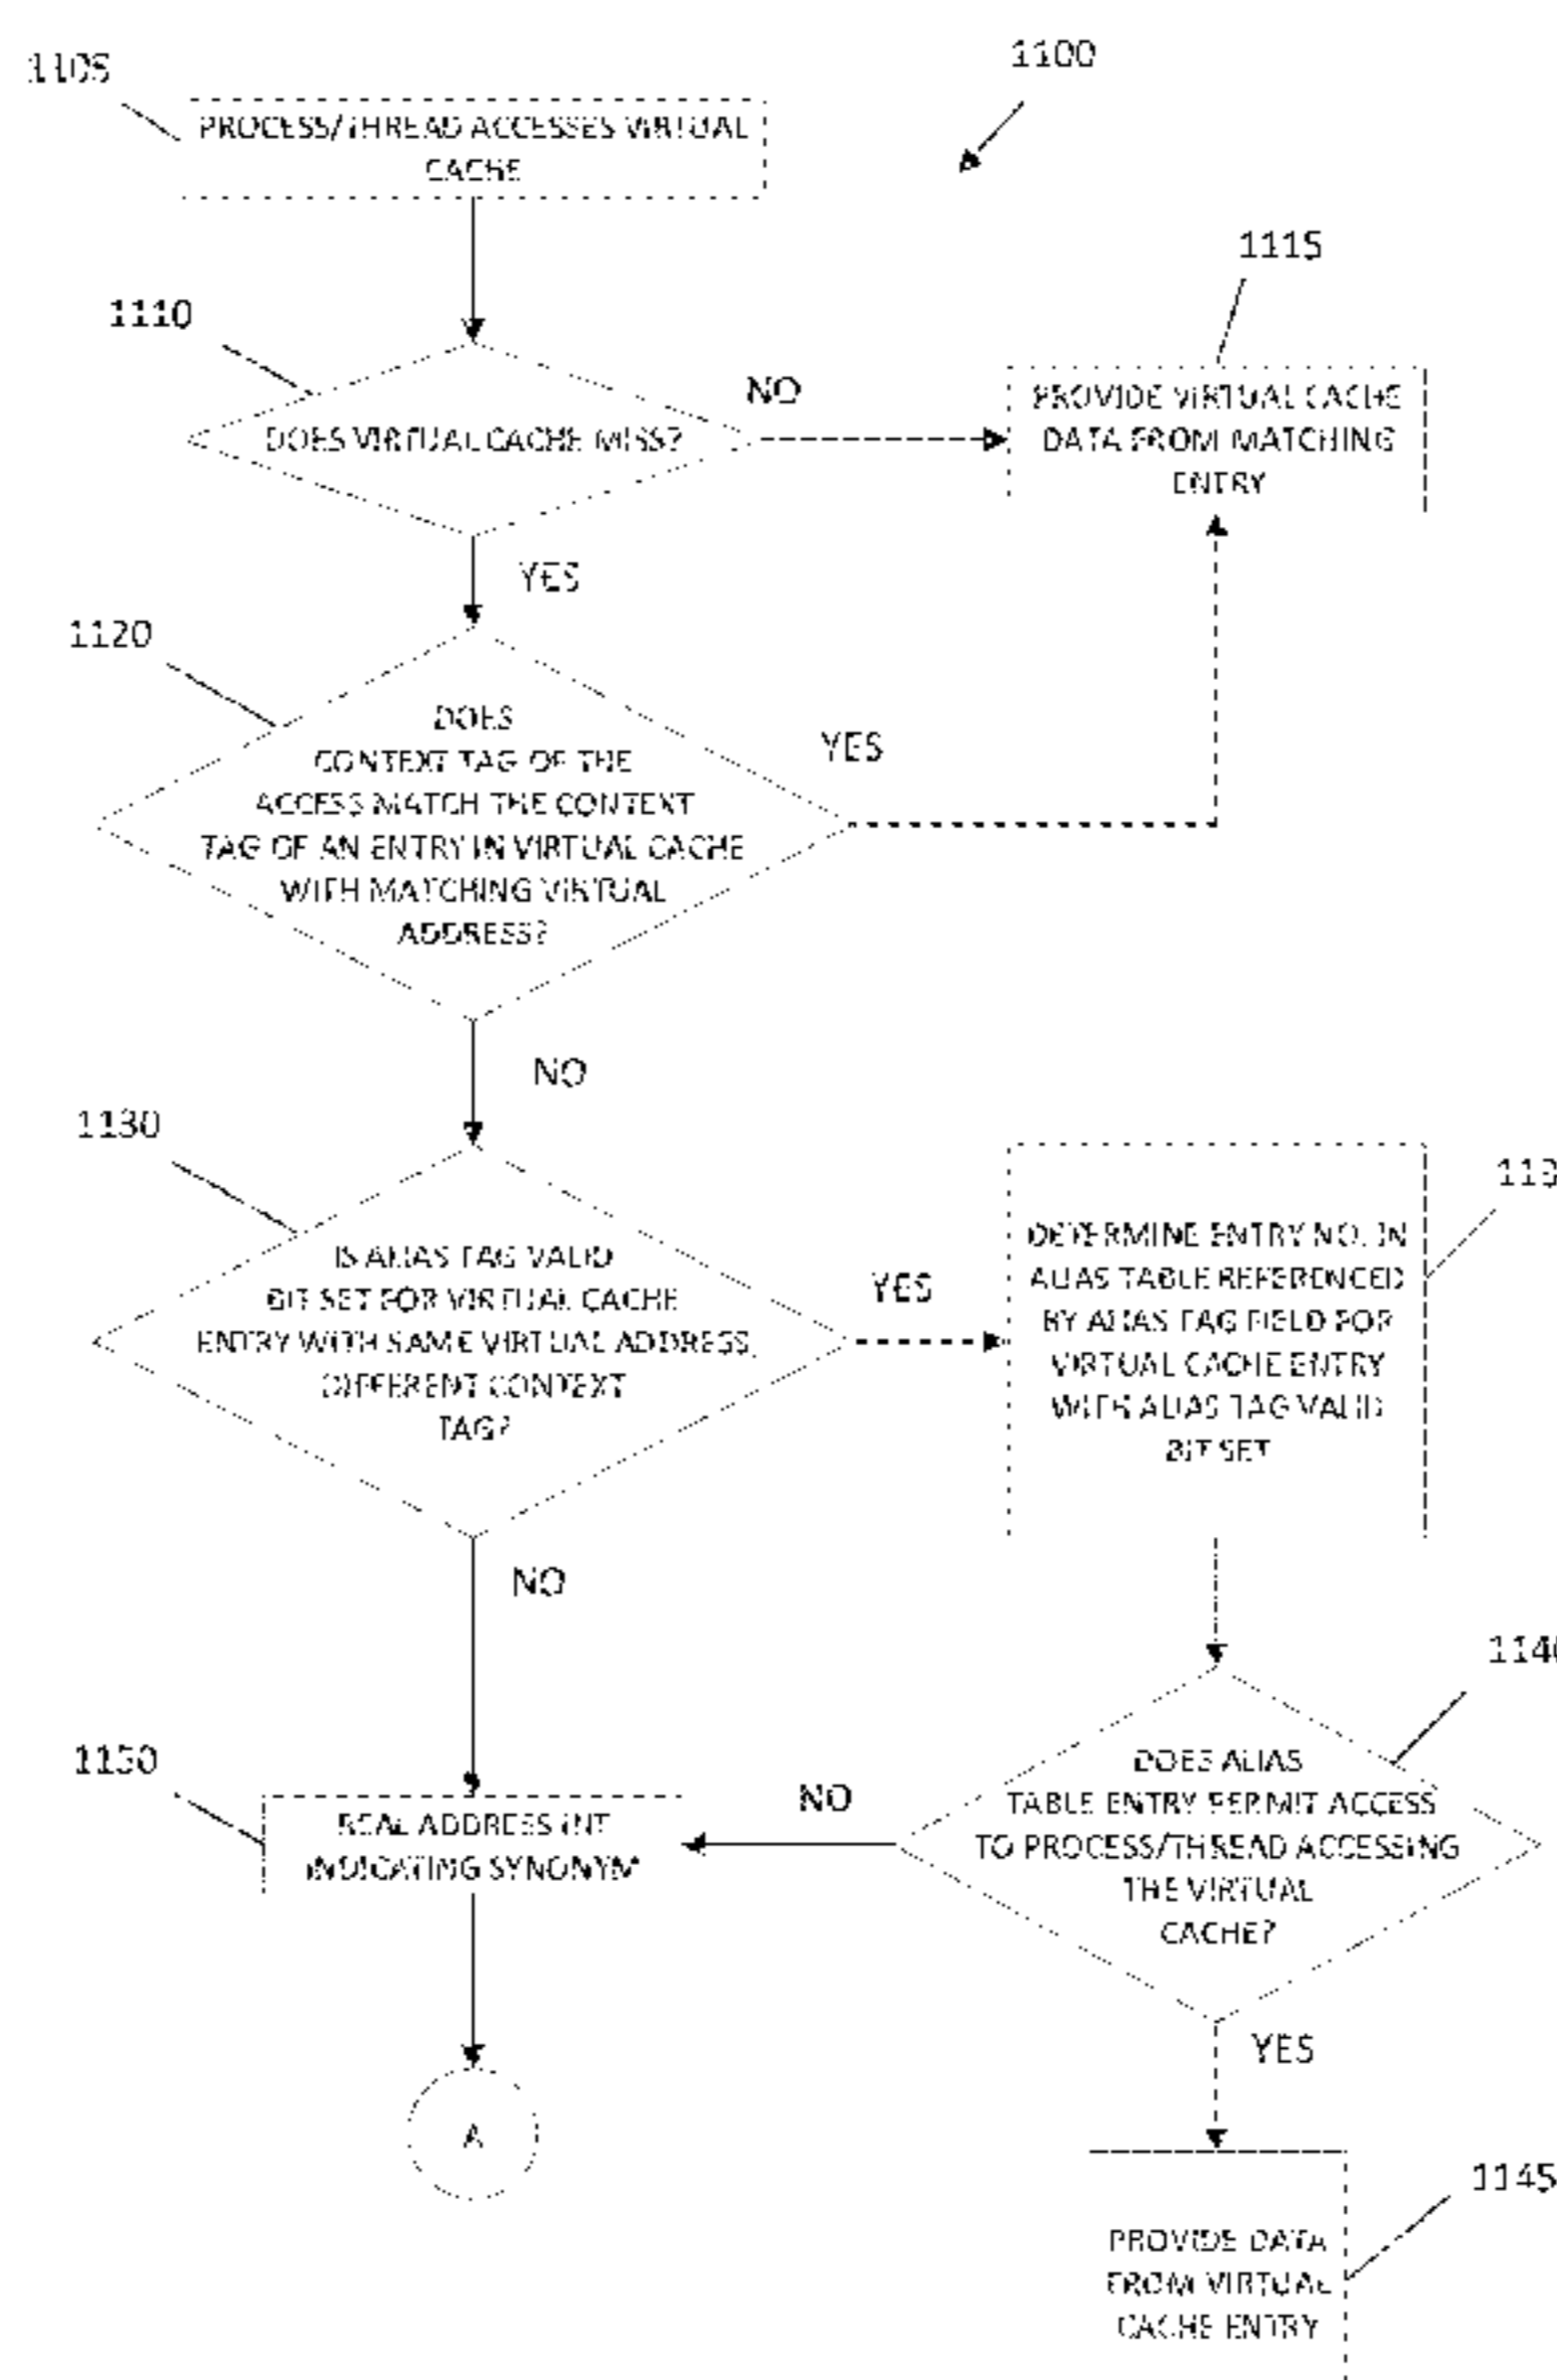 1105
1100
PROCESS/THREAD ACCESSES VIRTUAL
CACHE
1115
1110
NO
PROVIDE VIRTUAL CACHE
DATA FROM MATCHING
ENTRY
DOES VIRTUAL CACHE MISS?
YES
1120
DOES
CONTEXT TAG OF THE
ACCESS MATCH THE CONTEXT
TAG OF AN ENTRY IN VIRTUAL CACHE
WITH MATCHING VIRTUAL
ADDRESS?
YES
NO
1130
IS ALIAS TAG VALID
BIT SET FOR VIRTUAL CACHE
ENTRY WITH SAME VIRTUAL ADDRESS,
DIFFERENT CONTEXT
TAG?
YES
DETERMINE ENTRY NO. IN
ALIAS TABLE REFERENCED
BY ALIAS TAG FIELD FOR
VIRTUAL CACHE ENTRY
WITH ALIAS TAG VALID
BIT SET
NO
1150
REAL ADDRESS
INDICATING SYNONYM
NO
DOES ALIAS
TABLE ENTRY PERMIT ACCESS
TO PROCESS/THREAD ACCESSING
THE VIRTUAL
CACHE?
YES
A
1145
PROVIDE DATA
FROM VIRTUAL
CACHE ENTRY